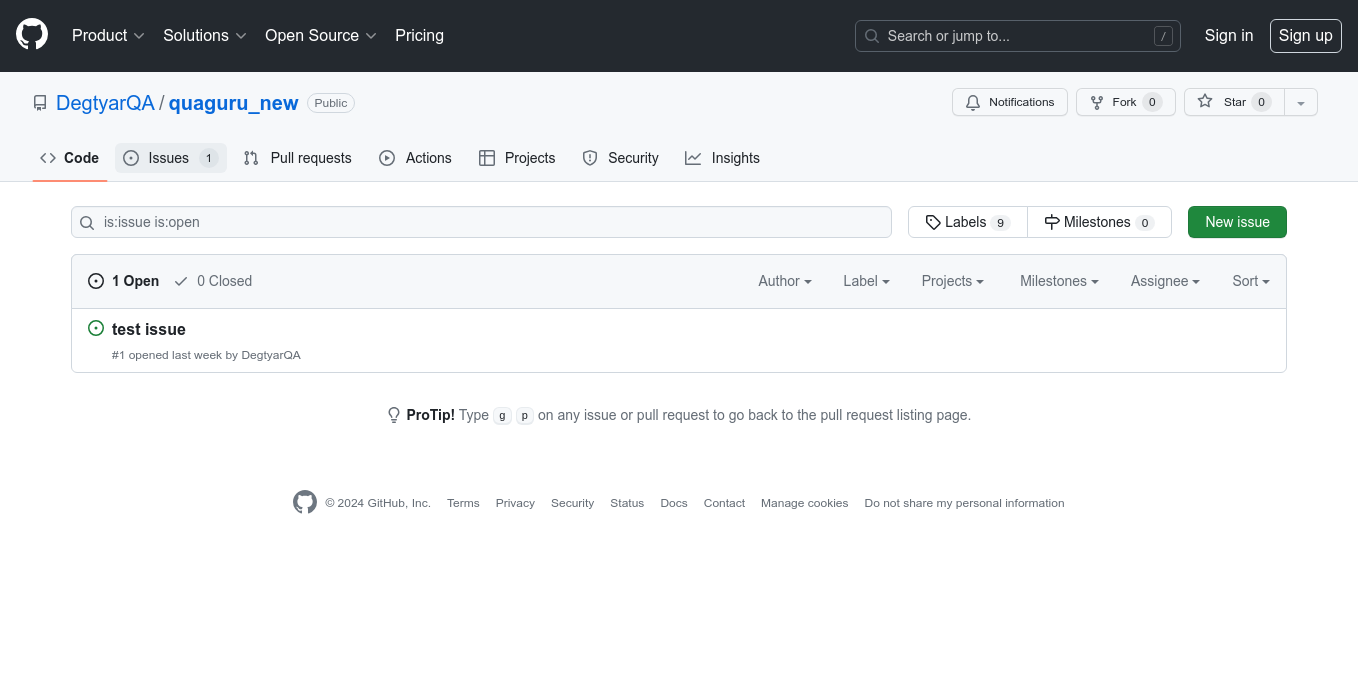 Product Solutions Open Source Pricing Search or jump to... / Sign in Sign up
DegtyarQA / quaguru_new Public Notifications Fork 0 Star 0
Code Issues 1 Pull requests Actions Projects Security Insights
is:issue is:open Labels 9 Milestones 0 New issue
1 Open 0 Closed Author Label Projects Milestones Assignee Sort
test issue
#1 opened last week by DegtyarQA
ProTip! Type g p on any issue or pull request to go back to the pull request listing page.
© 2024 GitHub, Inc. Terms Privacy Security Status Docs Contact Manage cookies Do not share my personal information